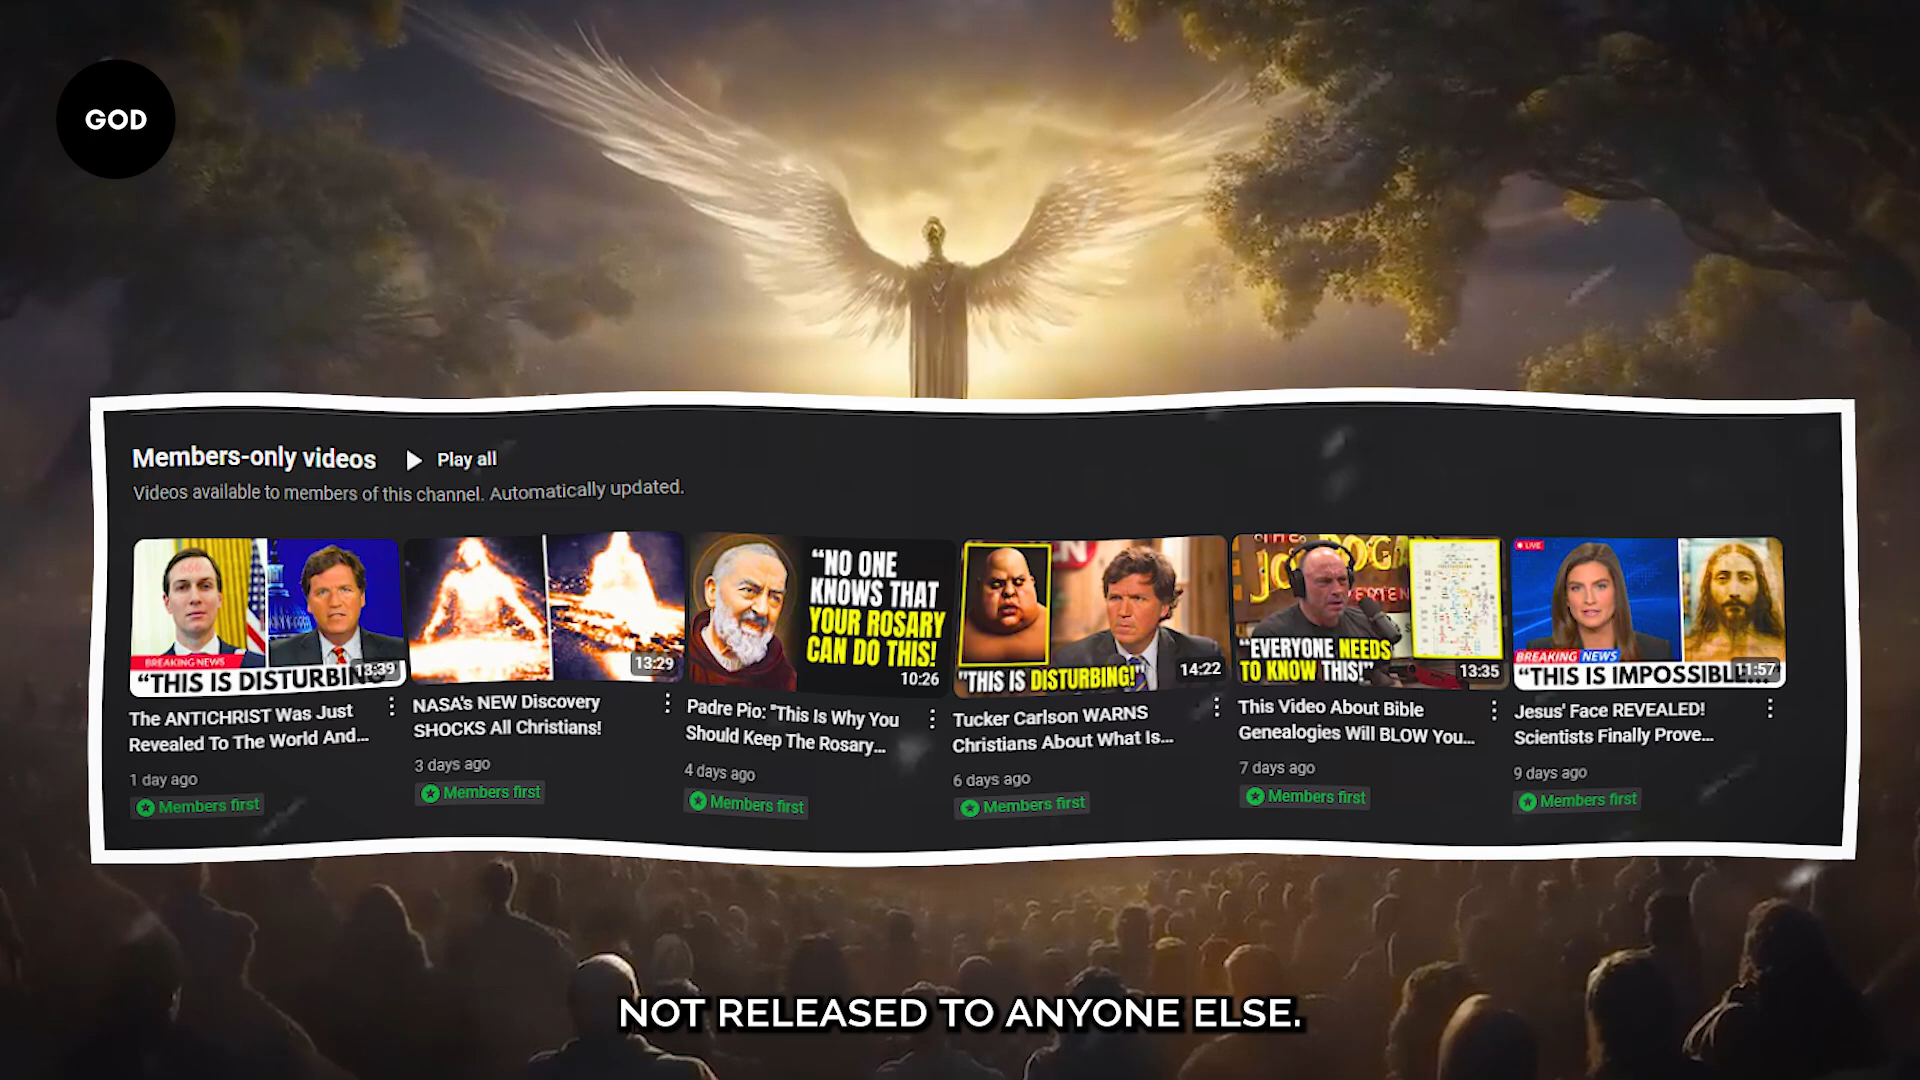 GOD
Members-only videos
Play all
Videos available to members of this channel. Automatically updated.
666
BREAKING NEWS
"THIS IS DISTURBING
13:39
The ANTICHRIST Was Just
Revealed To The World And...
1 day ago
Members first
13:29
NASA's NEW Discovery
SHOCKS All Christians!
3 days ago
Members first
"NO ONE
KNOWS THAT
YOUR ROSARY
CAN DO THIS!
10:26
Padre Pio: "This Is Why You
Should Keep The Rosary...
4 days ago
Members first
"THIS IS DISTURBING!"
14:22
Tucker Carlson WARNS
Christians About What Is...
6 days ago
Members first
"EVERYONE NEEDS
TO KNOW THIS!"
13:35
This Video About Bible
Genealogies Will BLOW You...
7 days ago
Members first
LIVE
BREAKING NEWS
"THIS IS IMPOSSIBLE..."
11:57
Jesus' Face REVEALED!
Scientists Finally Prove...
9 days ago
Members first
NOT RELEASED TO ANYONE ELSE.